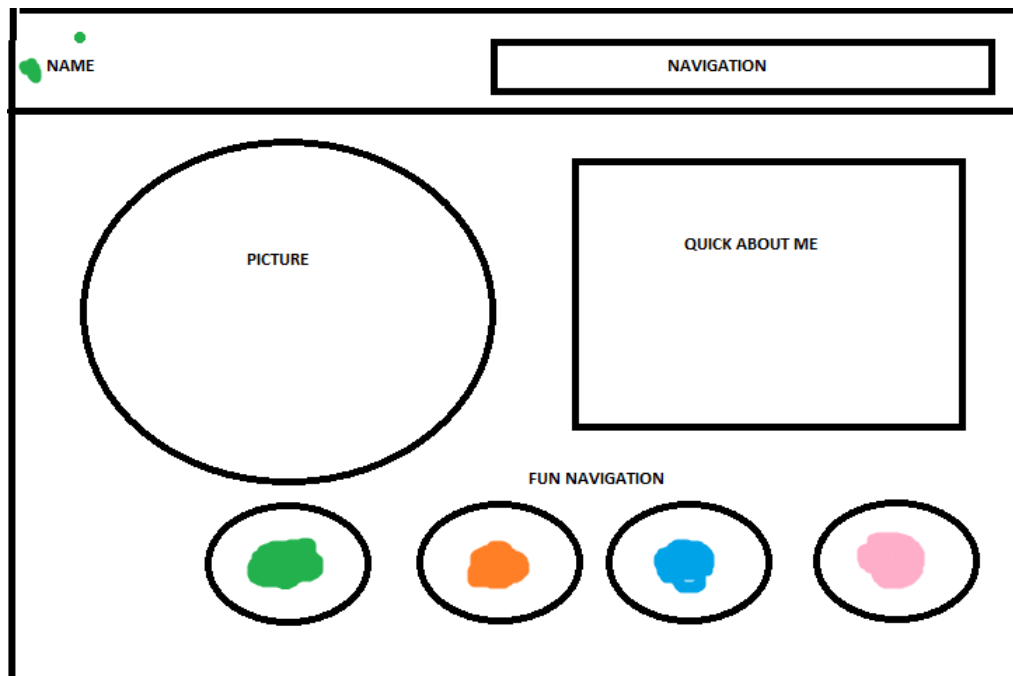 NAME
NAVIGATION
PICTURE
QUICK ABOUT ME
FUN NAVIGATION